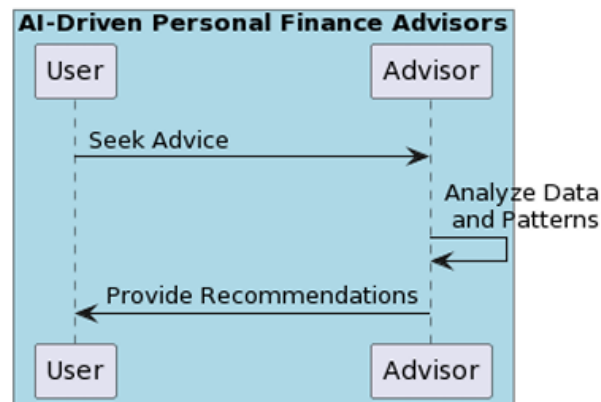 AI-Driven Personal Finance Advisors
User
Advisor
Seek Advice
Analyze Data
and Patterns
Provide Recommendations
User
Advisor